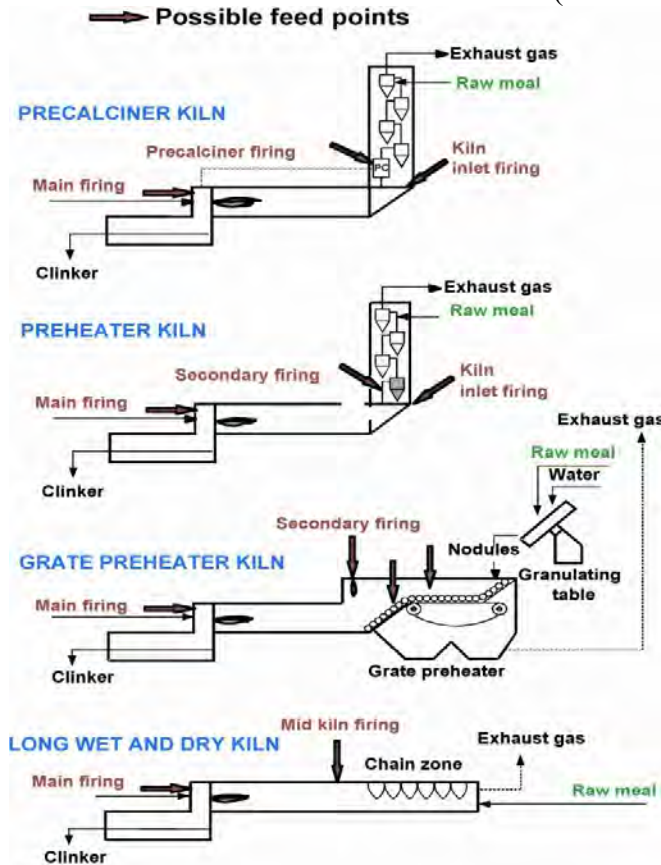 (
Possible feed points
Exhaust gas
Raw meal
PRECALCINER KILN
Precalciner firing
Kiln
inlet firing
PC
Main firing
Clinker
Exhaust gas
Raw meal
PREHEATER KILN
Secondary firing
Kiln
inlet firing
Main firing
Clinker
Exhaust gas
Raw meal
Water
Secondary firing
Nodules
GRATE PREHEATER KILN
Granulating
table
Main firing
Grate preheater
Clinker
Mid kiln firing
Exhaust gas
LONG WET AND DRY KILN
Chain zone
Main firing
Raw meal
Clinker